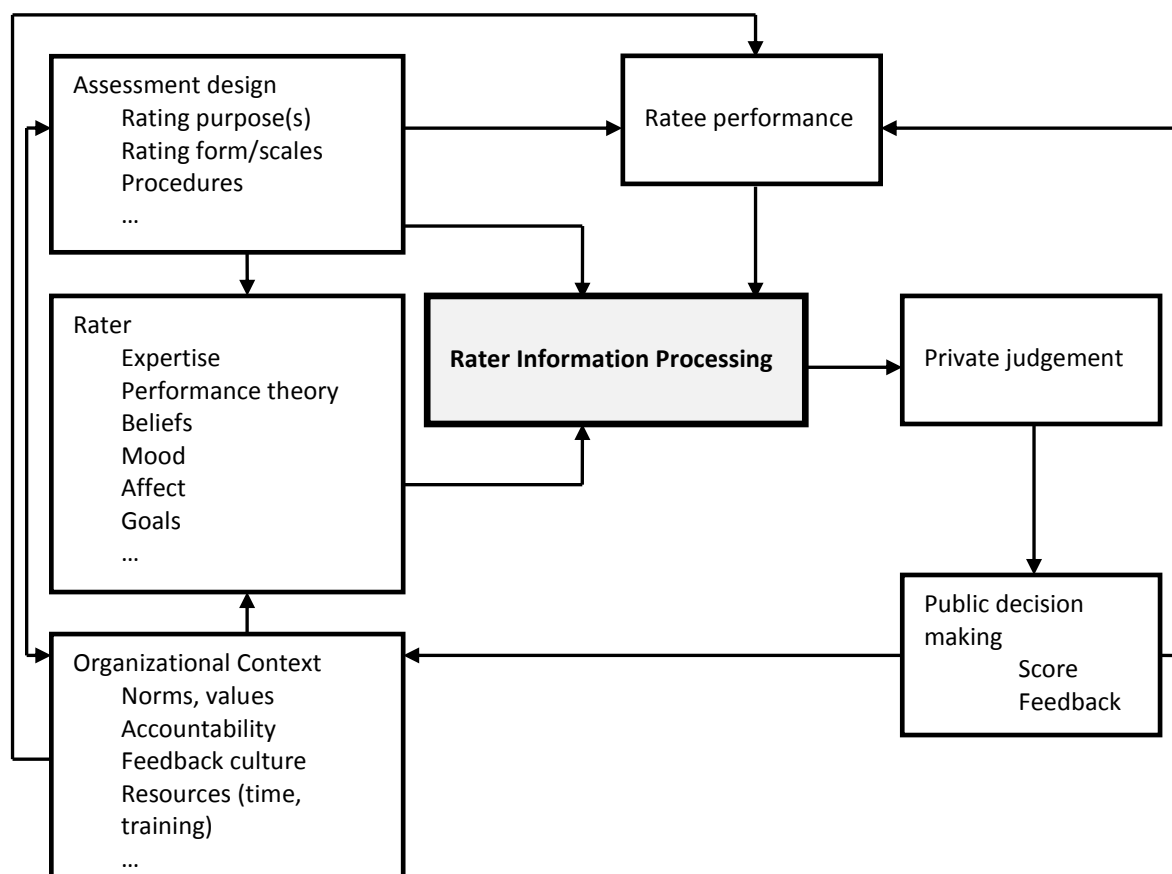 Assessment design
Rating purpose(s)
Rating form/scales
Procedures
...
Ratee performance
Rater
Expertise
Performance theory
Beliefs
Mood
Affect
Goals
...
Rater Information Processing
Private judgement
Organizational Context
Norms, values
Accountability
Feedback culture
Resources (time,
training)
...
Public decision
making
Score
Feedback